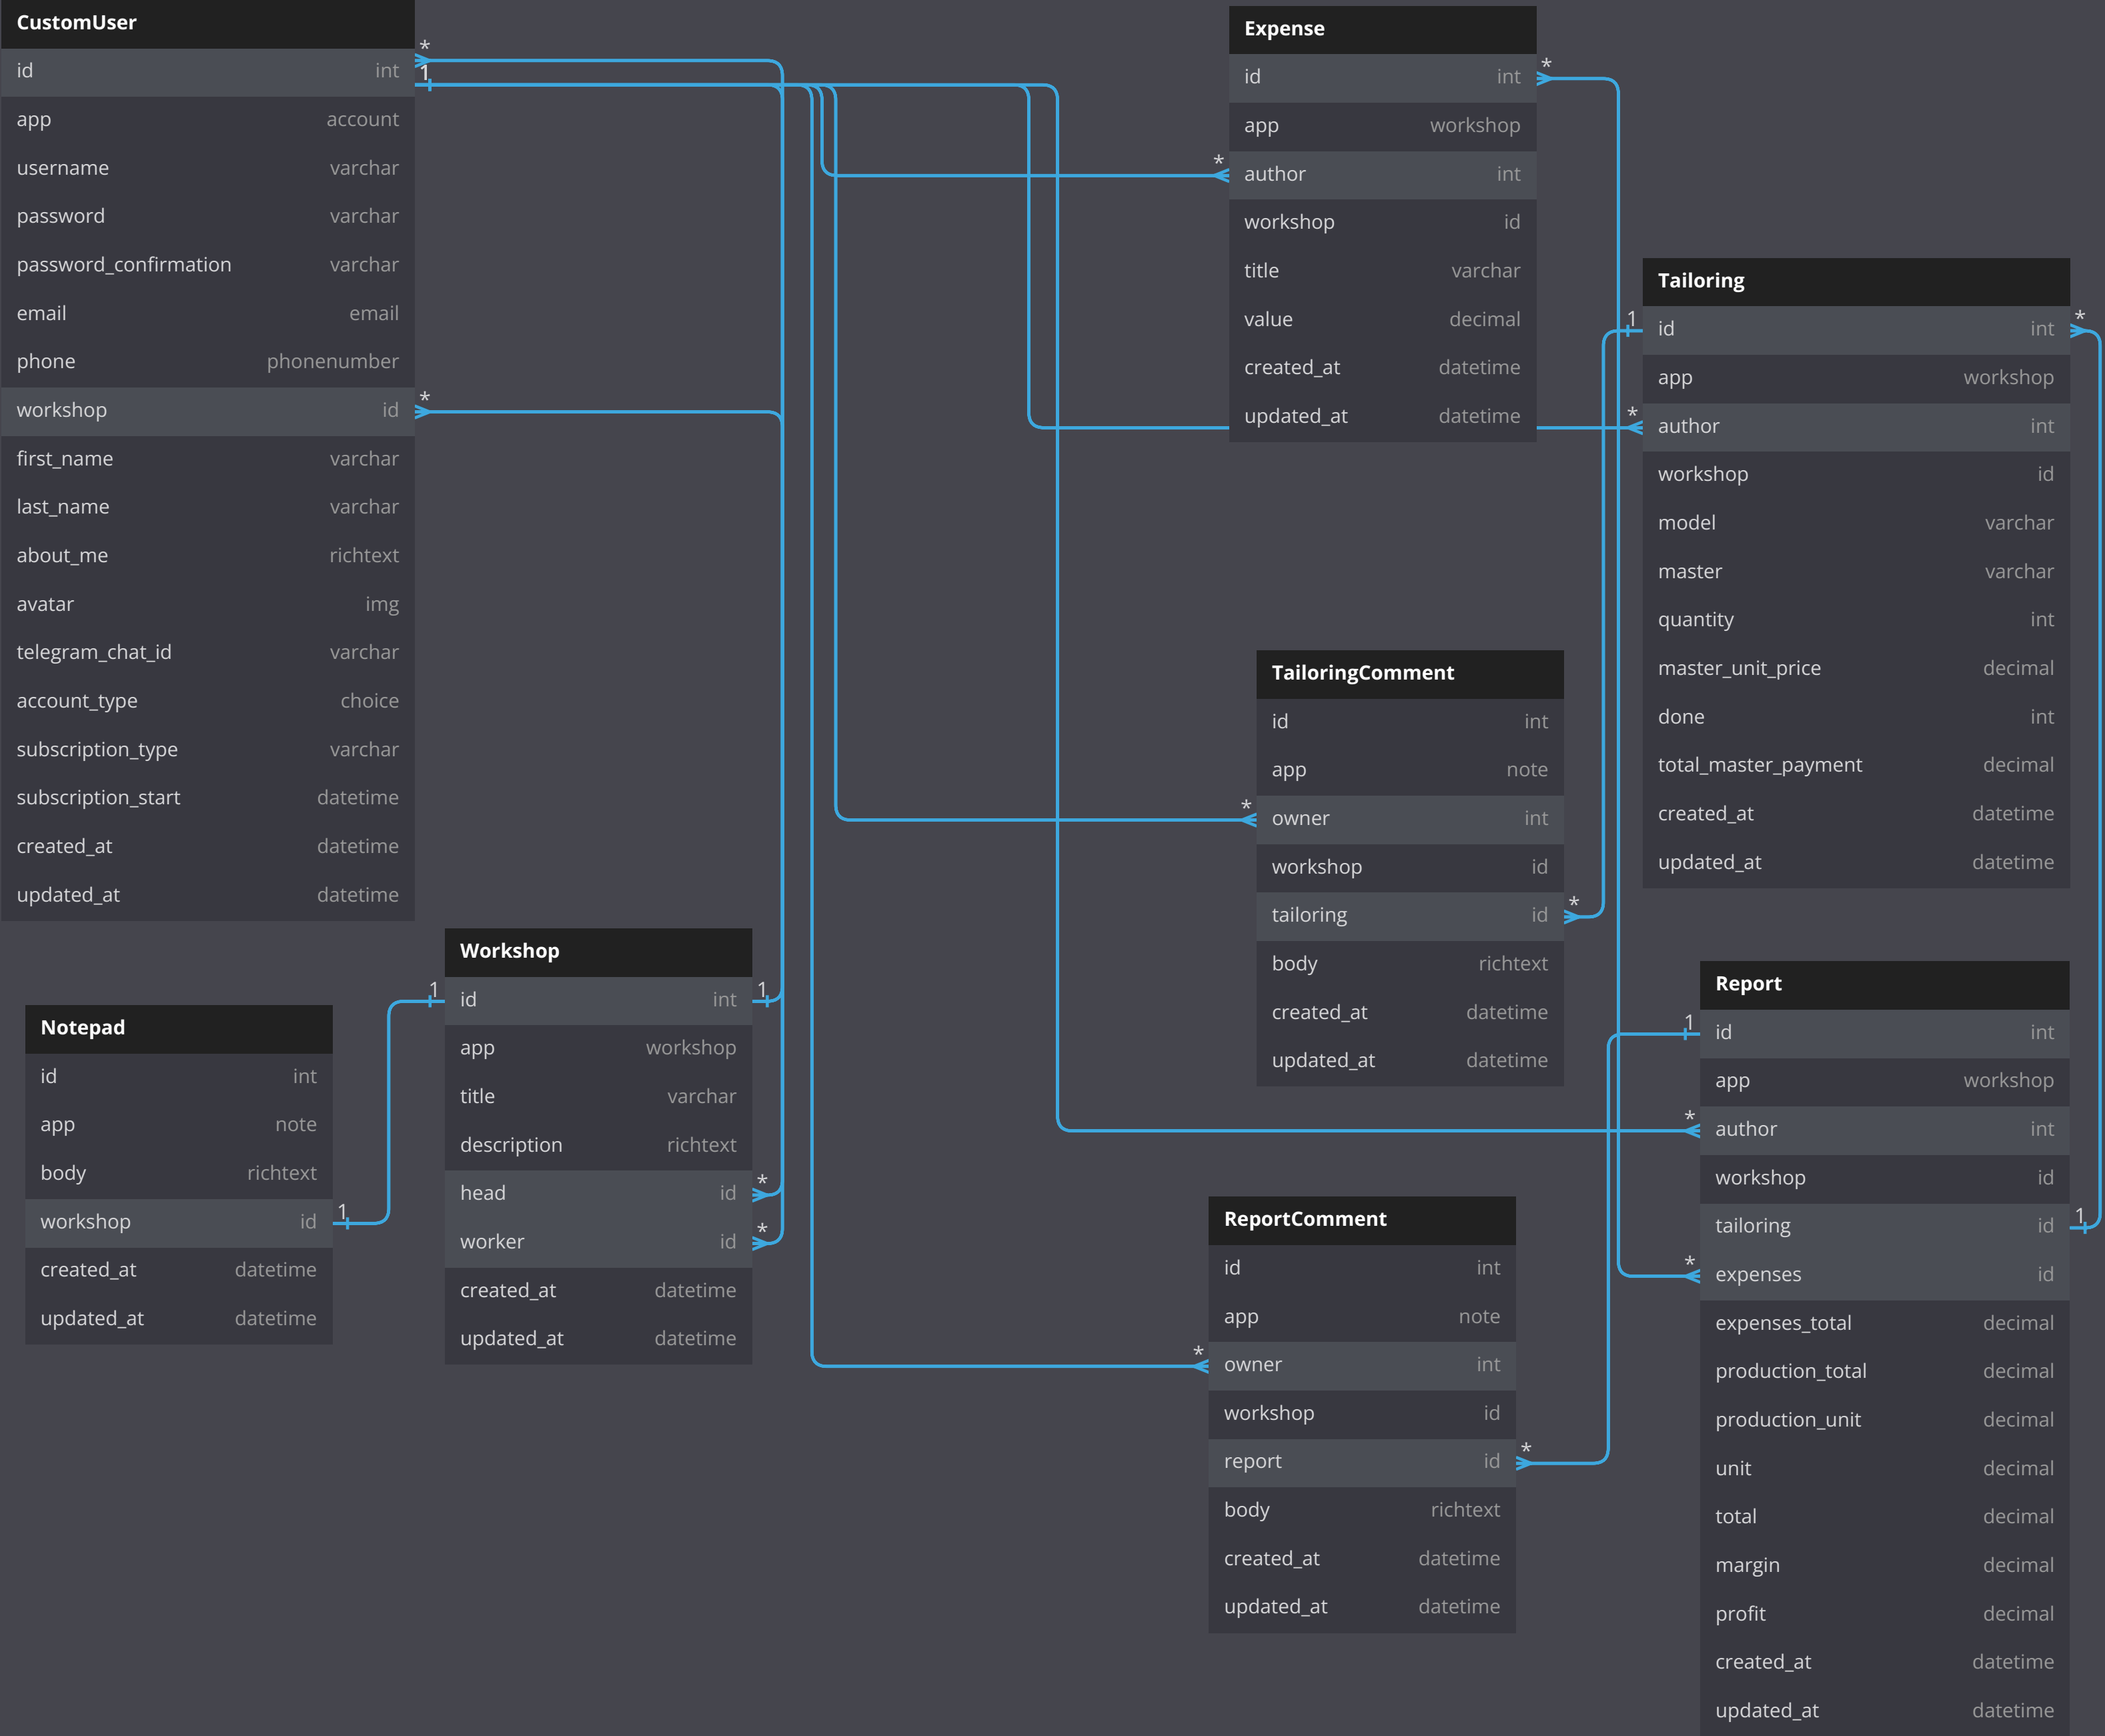 CustomUser
*
id int
1
app account
username varchar
password varchar
password_confirmation varchar
email email
phone phonenumber
*
workshop id
first_name varchar
last_name varchar
about_me richtext
avatar img
telegram_chat_id varchar
account_type choice
subscription_type varchar
subscription_start datetime
created_at datetime
updated_at datetime
Notepad
id int
app note
body richtext
workshop id 1
created_at datetime
updated_at datetime
Workshop
1 id int 1
app workshop
title varchar
description richtext
head id *
worker id *
created_at datetime
updated_at datetime
Expense
id int *
app workshop
* author int
workshop id
title varchar
value decimal
created_at datetime
updated_at datetime
TailoringComment
id int
app note
* owner int
workshop id
tailoring id *
body richtext
created_at datetime
updated_at datetime
ReportComment
id int
app note
* owner int
workshop id
report id *
body richtext
created_at datetime
updated_at datetime
Tailoring
1 id int *
app workshop
* author int
workshop id
model varchar
master varchar
quantity int
master_unit_price decimal
done int
total_master_payment decimal
created_at datetime
updated_at datetime
Report
1 id int
app workshop
* author int
workshop id
tailoring id 1
* expenses id
expenses_total decimal
production_total decimal
production_unit decimal
unit decimal
total decimal
margin decimal
profit decimal
created_at datetime
updated_at datetime